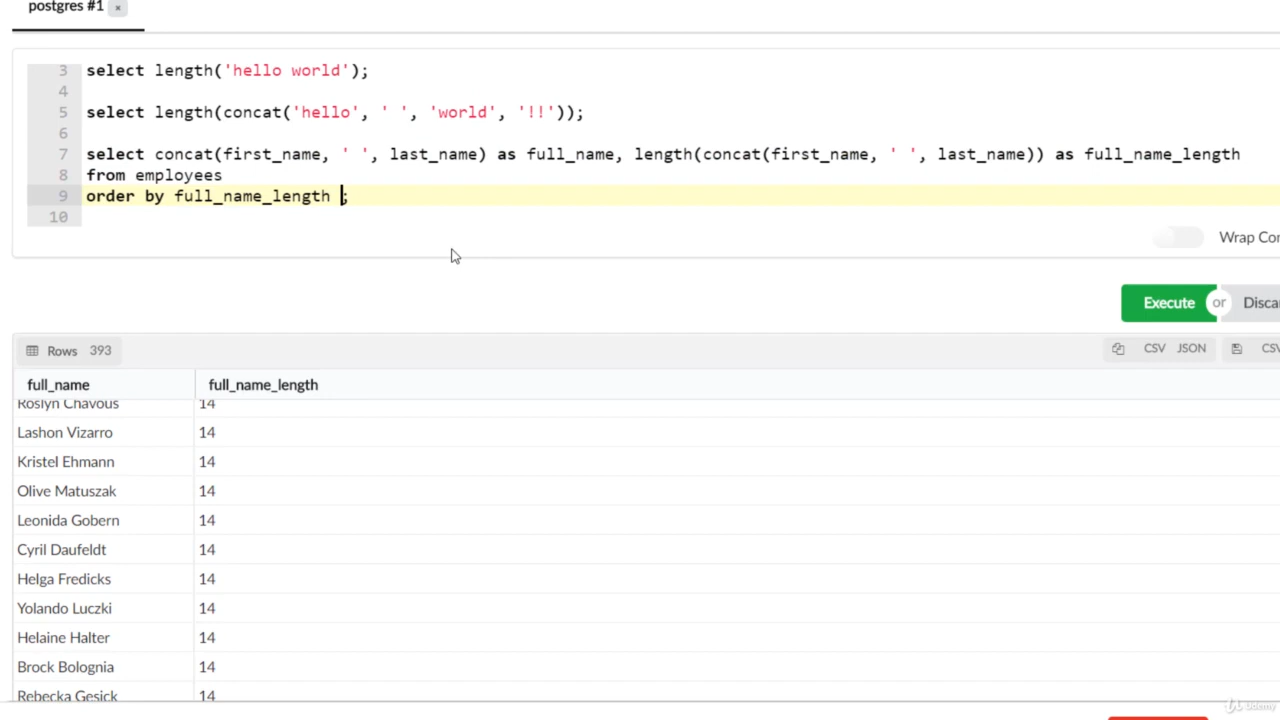 postgres #1 ×
3 select length('hello world');
4
5 select length(concat('hello', ' ', 'world', '!!'));
6
7 select concat(first_name, ' ', last_name) as full_name, length(concat(first_name, ' ', last_name)) as full_name_length
8 from employees
9 order by full_name_length ;
10
Wrap Con
Execute or Discar
Rows 393 CSV JSON CSV
full_name full_name_length
Roslyn Chavous 14
Lashon Vizarro 14
Kristel Ehmann 14
Olive Matuszak 14
Leonida Gobern 14
Cyril Daufeldt 14
Helga Fredicks 14
Yolando Luczki 14
Helaine Halter 14
Brock Bolognia 14
Rebecka Gesick 14
Udemy